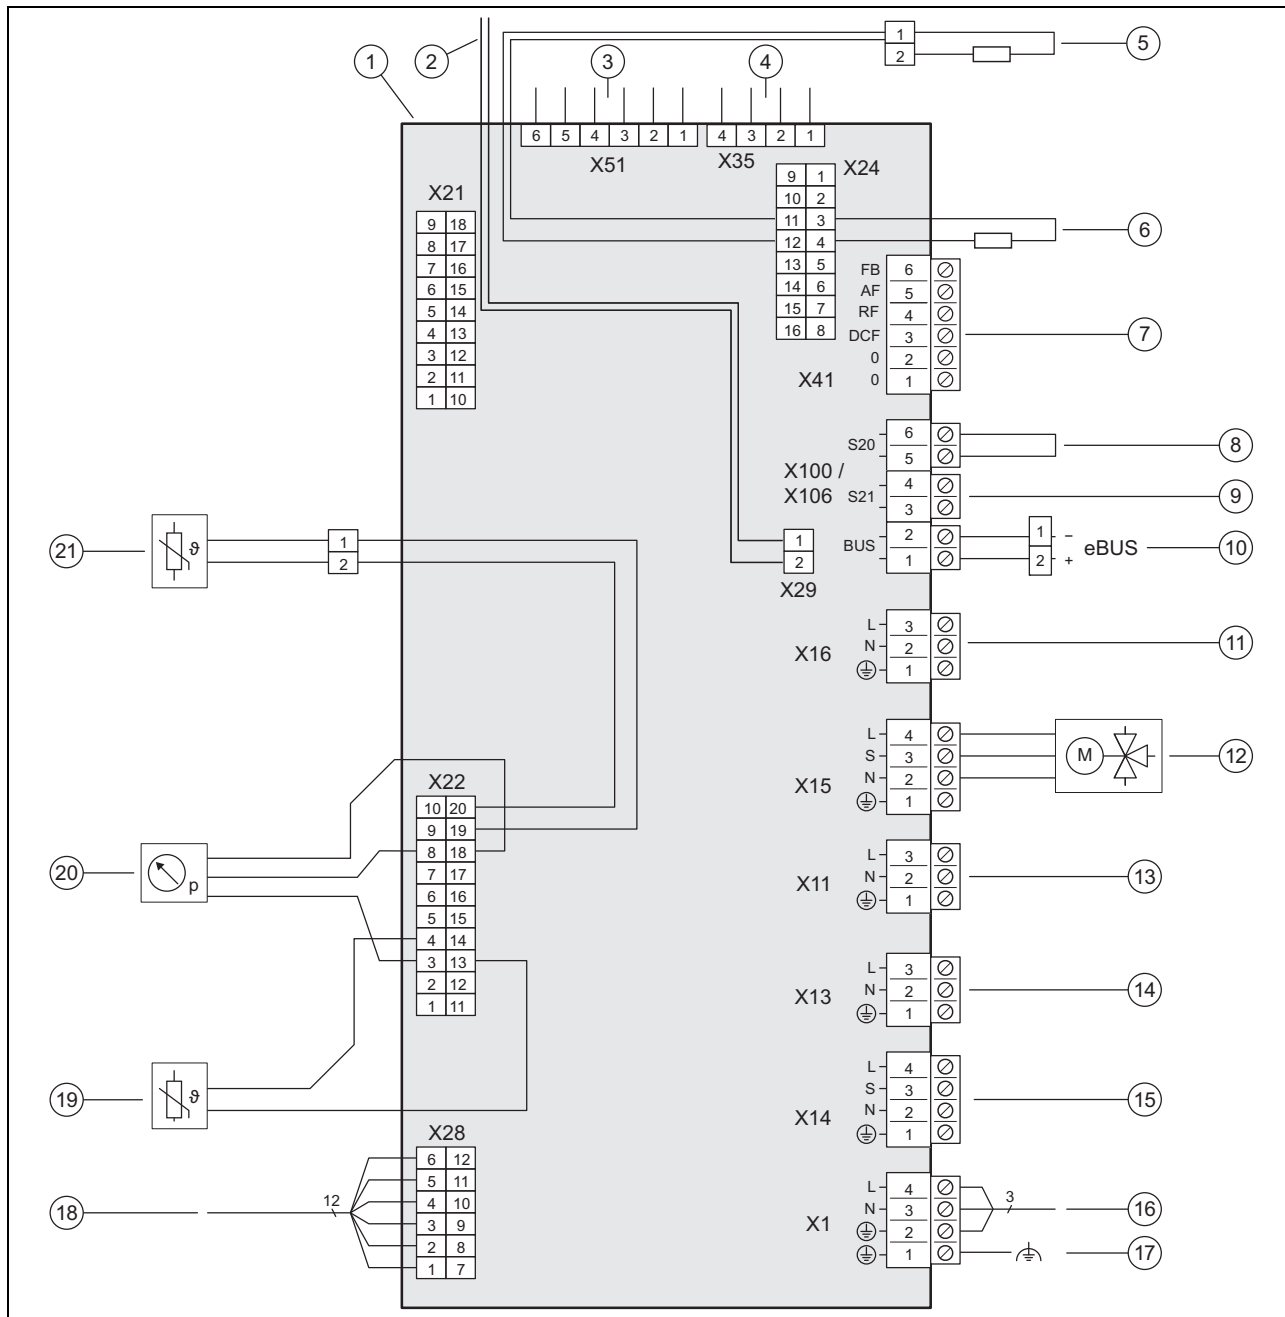 1
2
3
4
5
1
2
6 5 4 3 2 1
4 3 2 1
X51
X35
X24
9 1
10 2
11 3
12 4
13 5
14 6
15 7
16 8
6
X21
9 18
8 17
7 16
6 15
5 14
4 13
3 12
2 11
1 10
FB 6
AF 5
RF 4
DCF 3
0 2
0 1
X41
7
S20
6
5
8
X100 /
X106
S21
4
3
9
BUS
2
1
1 –
2 +
eBUS
10
1
2
X29
21
ϑ
1
2
X16
L 3
N 2
1
11
X15
L 4
S 3
N 2
1
M
12
X22
10 20
9 19
8 18
7 17
6 16
5 15
4 14
3 13
2 12
1 11
20
p
X11
L 3
N 2
1
13
X13
L 3
N 2
1
14
19
ϑ
X14
L 4
S 3
N 2
1
15
X28
6 12
5 11
4 10
3 9
2 8
1 7
18
12
X1
L 4
N 3
2
1
3
16
17